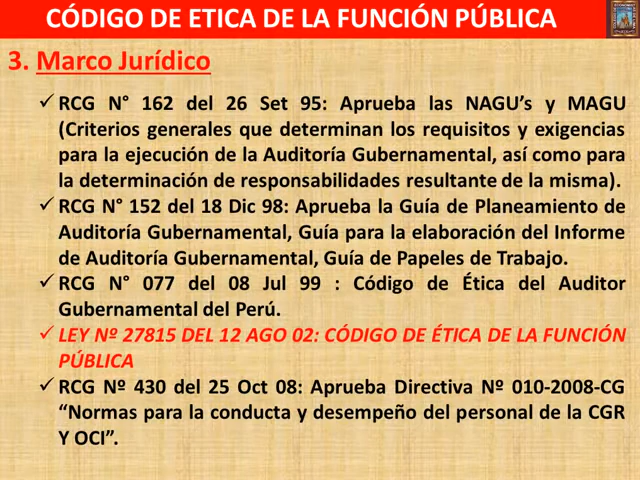 CÓDIGO DE ETICA DE LA FUNCIÓN PÚBLICA
3. Marco Jurídico
✓ RCG N° 162 del 26 Set 95: Aprueba las NAGU’s y MAGU
(Criterios generales que determinan los requisitos y exigencias
para la ejecución de la Auditoría Gubernamental, así como para
la determinación de responsabilidades resultante de la misma).
✓ RCG N° 152 del 18 Dic 98: Aprueba la Guía de Planeamiento de
Auditoría Gubernamental, Guía para la elaboración del Informe
de Auditoría Gubernamental, Guía de Papeles de Trabajo.
✓ RCG N° 077 del 08 Jul 99 : Código de Ética del Auditor
Gubernamental del Perú.
✓ LEY Nº 27815 DEL 12 AGO 02: CÓDIGO DE ÉTICA DE LA FUNCIÓN
PÚBLICA
✓ RCG Nº 430 del 25 Oct 08: Aprueba Directiva Nº 010-2008-CG
“Normas para la conducta y desempeño del personal de la CGR
Y OCI”.